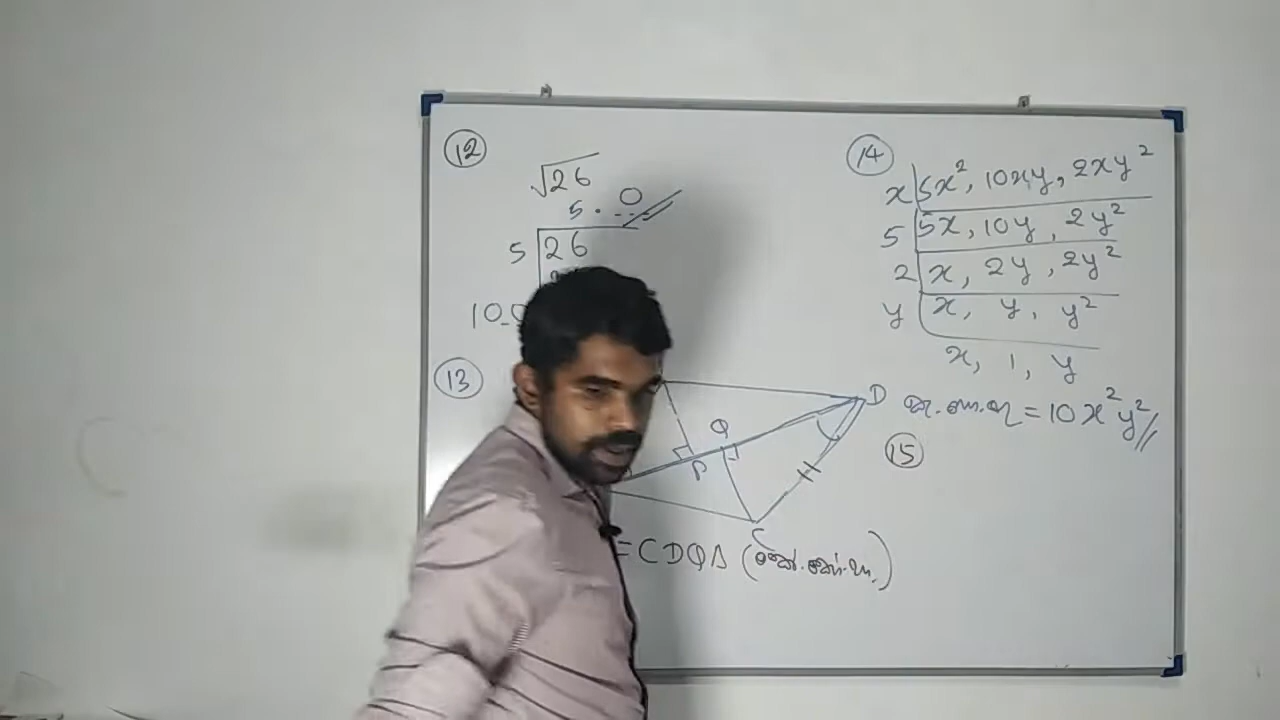 12
√26
5.
0
5 26
10.
13
D
Q
P
C
≡ CDQΔ (කෝ.කෝ.පා.)
14
x 5x², 10xy, 2xy²
5 5x, 10y, 2y²
2 x, 2y, 2y²
y x, y, y²
x, 1, y
කු.පො.ගු = 10x²y²
15